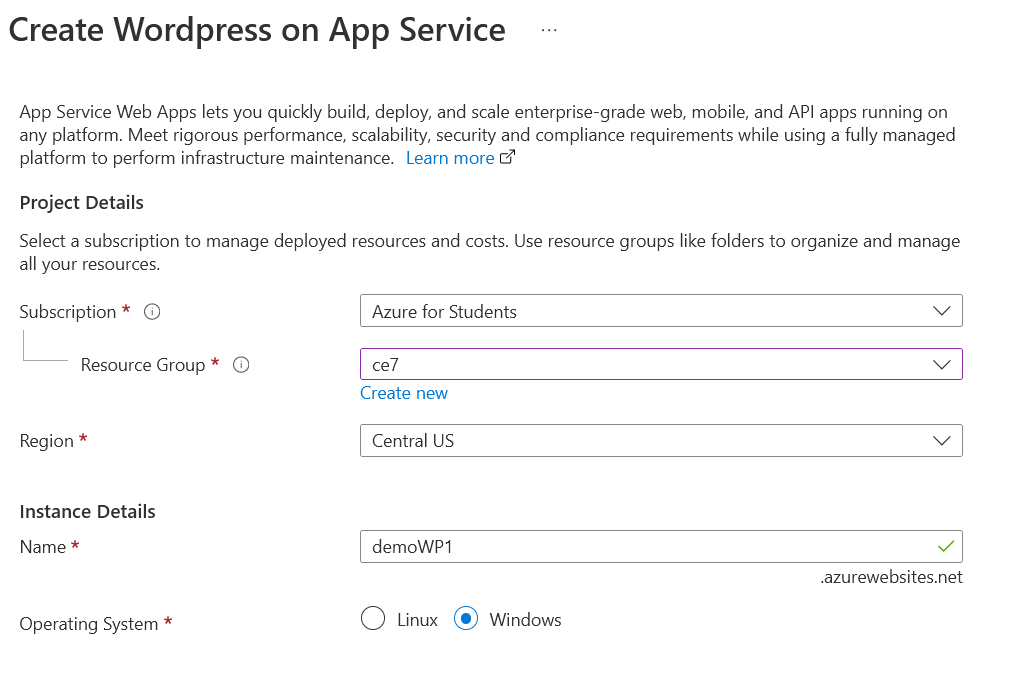 Create Wordpress on App Service ...
App Service Web Apps lets you quickly build, deploy, and scale enterprise-grade web, mobile, and API apps running on
any platform. Meet rigorous performance, scalability, security and compliance requirements while using a fully managed
platform to perform infrastructure maintenance. Learn more
Project Details
Select a subscription to manage deployed resources and costs. Use resource groups like folders to organize and manage
all your resources.
Subscription * Azure for Students
Resource Group * ce7
Create new
Region * Central US
Instance Details
Name * demoWP1
.azurewebsites.net
Operating System * Linux Windows